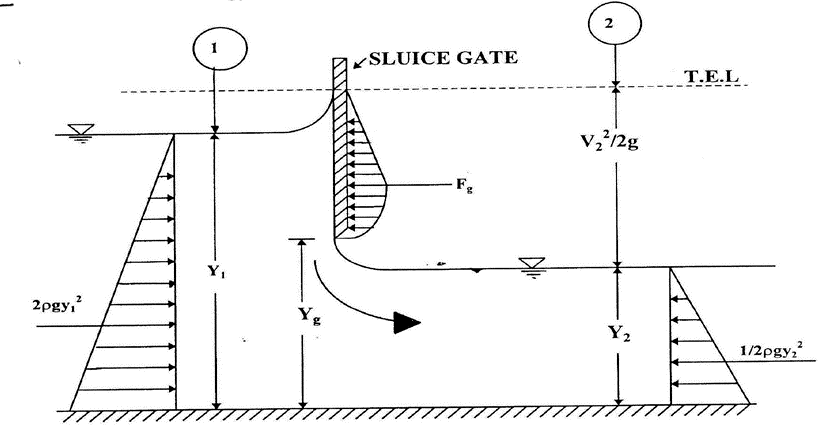 1
2
SLUICE GATE
T.E.L
V₂²/2g
Fg
Y₁
2ρgy₁²
Yg
Y₂
1/2ρgy₂²